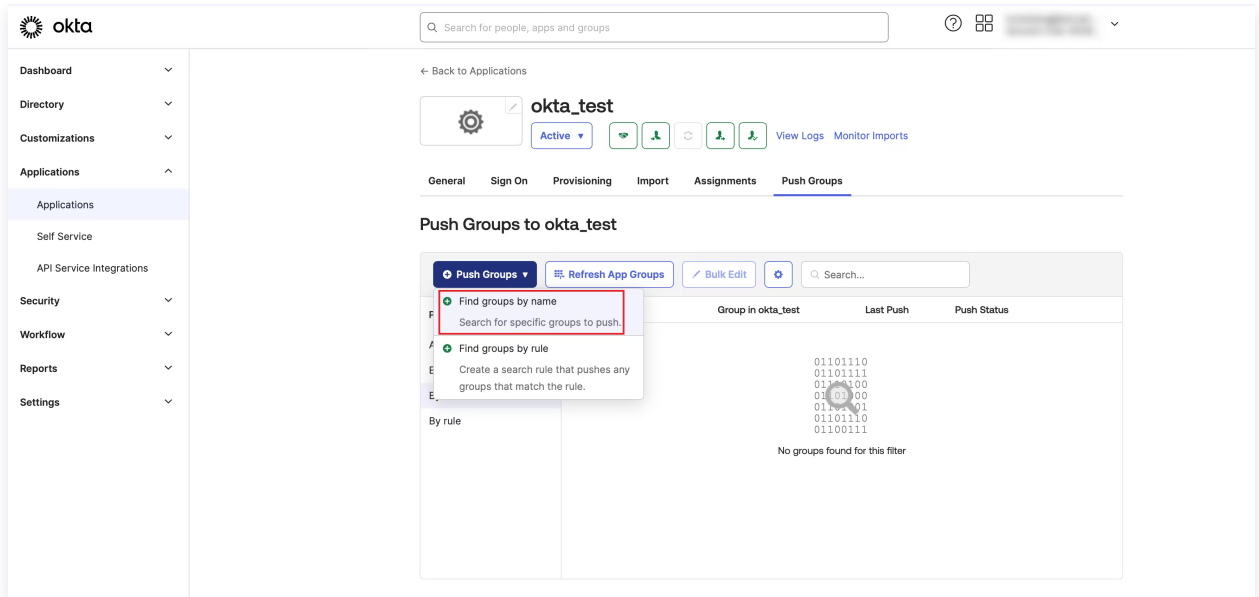 okta
Search for people, apps and groups
Dashboard
Directory
Customizations
Applications
Applications
Self Service
API Service Integrations
Security
Workflow
Reports
Settings
← Back to Applications
okta_test
Active ▼
View Logs Monitor Imports
General Sign On Provisioning Import Assignments Push Groups
Push Groups to okta_test
Push Groups ▼ Refresh App Groups Bulk Edit Search...
Find groups by name
Search for specific groups to push.
Find groups by rule
Create a search rule that pushes any
groups that match the rule.
By rule
Group in okta_test Last Push Push Status
01101110
01101111
No groups found for this filter
01101110
01100111